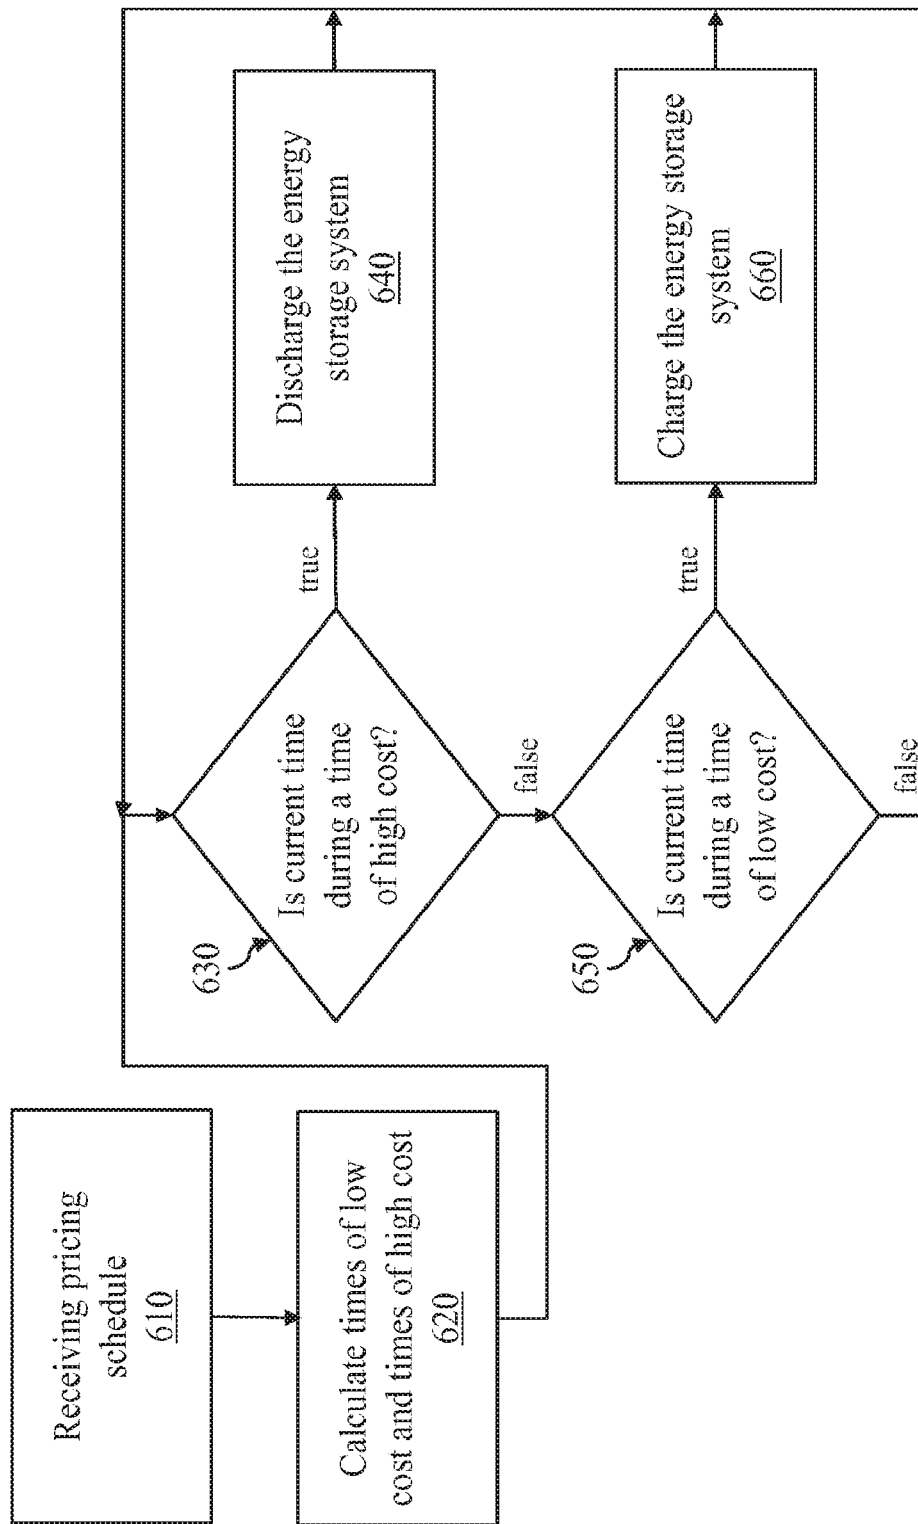 Receiving pricing
schedule
610
Calculate times of low
cost and times of high cost
620
630
Is current time
during a time
of high cost?
true
false
Discharge the energy
storage system
640
650
Is current time
during a time
of low cost?
true
false
Charge the energy storage
system
660